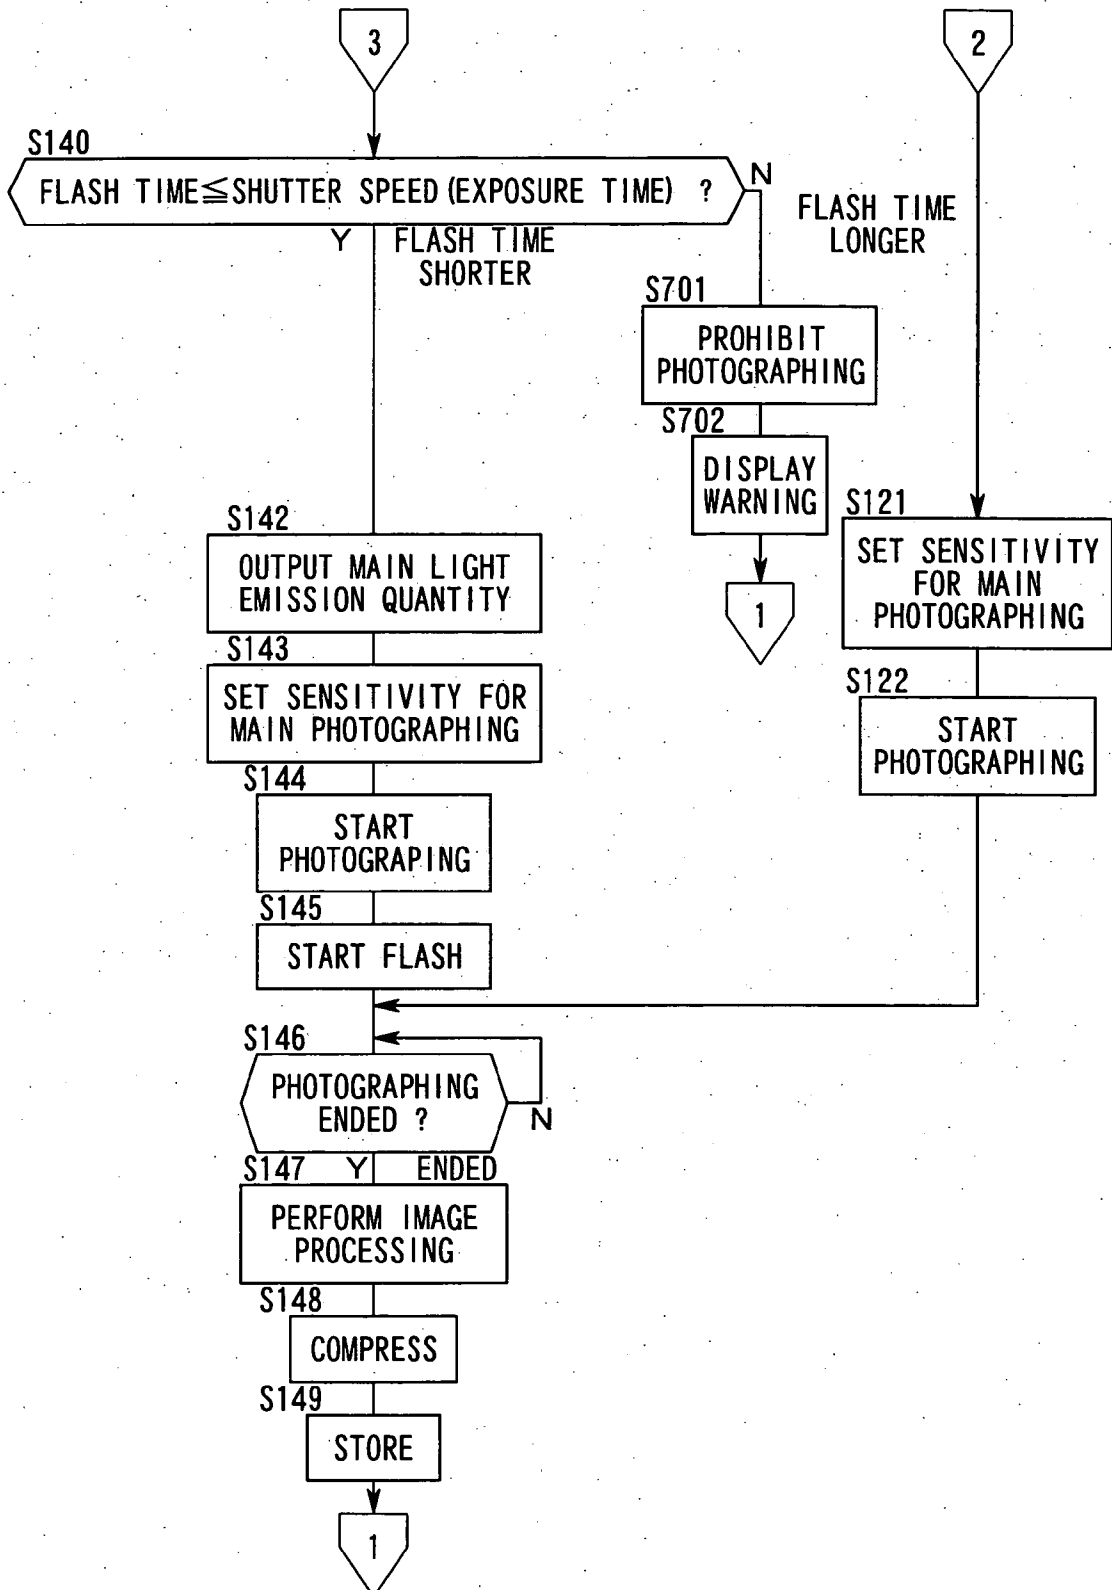 3
2
S140
FLASH TIME≦SHUTTER SPEED (EXPOSURE TIME) ?
N
Y
FLASH TIME
SHORTER
FLASH TIME
LONGER
S701
PROHIBIT
PHOTOGRAPHING
S702
DISPLAY
WARNING
1
S121
SET SENSITIVITY
FOR MAIN
PHOTOGRAPHING
S122
START
PHOTOGRAPHING
S142
OUTPUT MAIN LIGHT
EMISSION QUANTITY
S143
SET SENSITIVITY FOR
MAIN PHOTOGRAPHING
S144
START
PHOTOGRAPING
S145
START FLASH
S146
PHOTOGRAPHING
ENDED ?
N
S147
Y
ENDED
PERFORM IMAGE
PROCESSING
S148
COMPRESS
S149
STORE
1